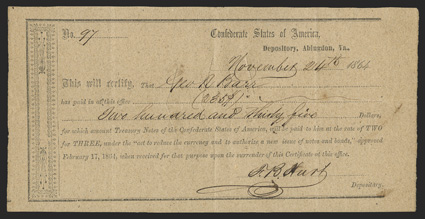 No. 97 Confederate States of America,
Depository, Abingdon, Va.
November 24th 1864
This will certify, That Geo R Barr
has paid in at this office (235)
Two hundred and thirty five Dollars,
for which amount Treasury Notes of the Confederate States of America, will be paid to him at the rate of TWO
for THREE, under the "act to reduce the currency and to authorize a new issue of notes and bonds," approved
February 17, 1864, when received for that purpose upon the surrender of this Certificate at this office.
Hurst
Depositary.